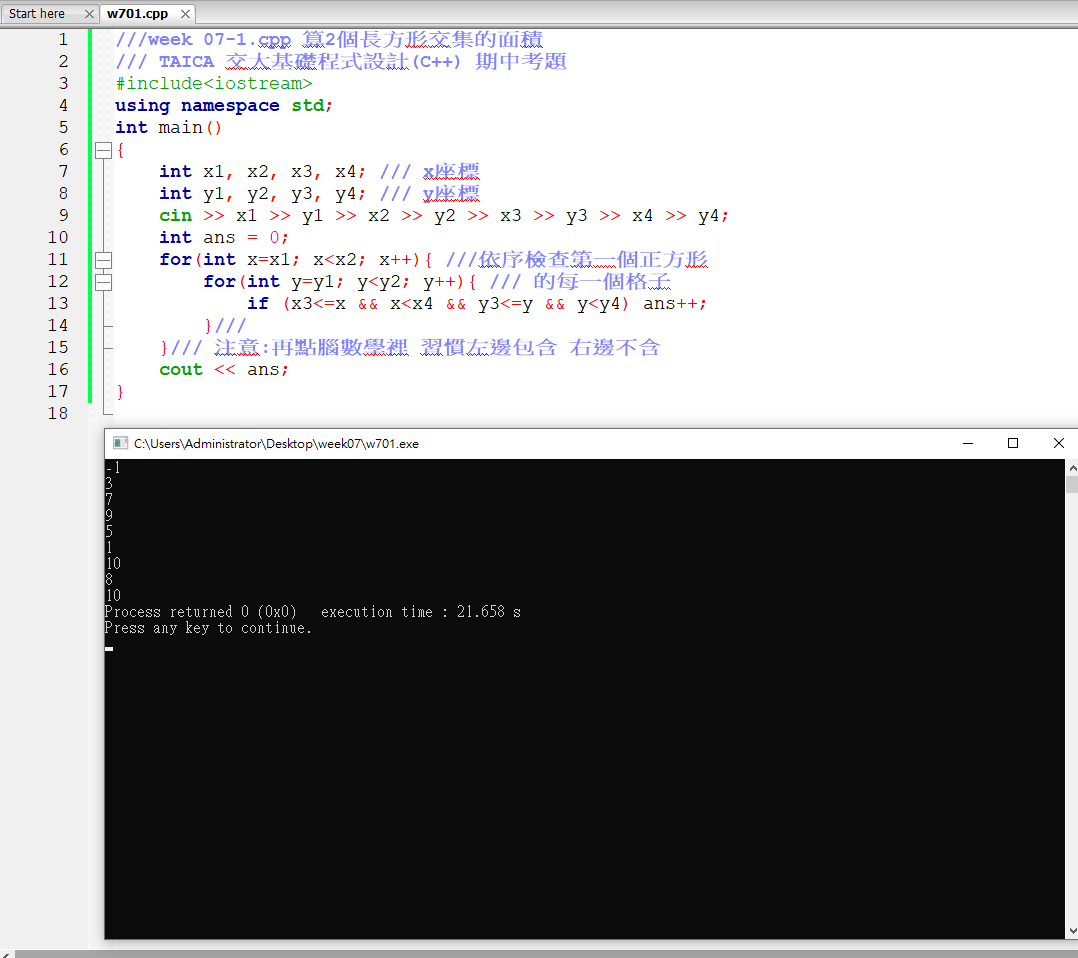 Start here
w701.cpp
1 ///week 07-1.cpp 算2個長方形交集的面積
2 /// TAICA 交大基礎程式設計(C++) 期中考題
3 #include<iostream>
4 using namespace std;
5 int main()
6 {
7 int x1, x2, x3, x4; /// x座標
8 int y1, y2, y3, y4; /// y座標
9 cin >> x1 >> y1 >> x2 >> y2 >> x3 >> y3 >> x4 >> y4;
10 int ans = 0;
11 for(int x=x1; x<x2; x++){ ///依序檢查第一個正方形
12 for(int y=y1; y<y2; y++){ /// 的每一個格子
13 if (x3<=x && x<x4 && y3<=y && y<y4) ans++;
14 }///
15 }/// 注意:再點腦數學裡 習慣左邊包含 右邊不含
16 cout << ans;
17 }
18
C:\Users\Administrator\Desktop\week07\w701.exe
-1
3
7
9
5
1
10
8
10
Process returned 0 (0x0) execution time : 21.658 s
Press any key to continue.